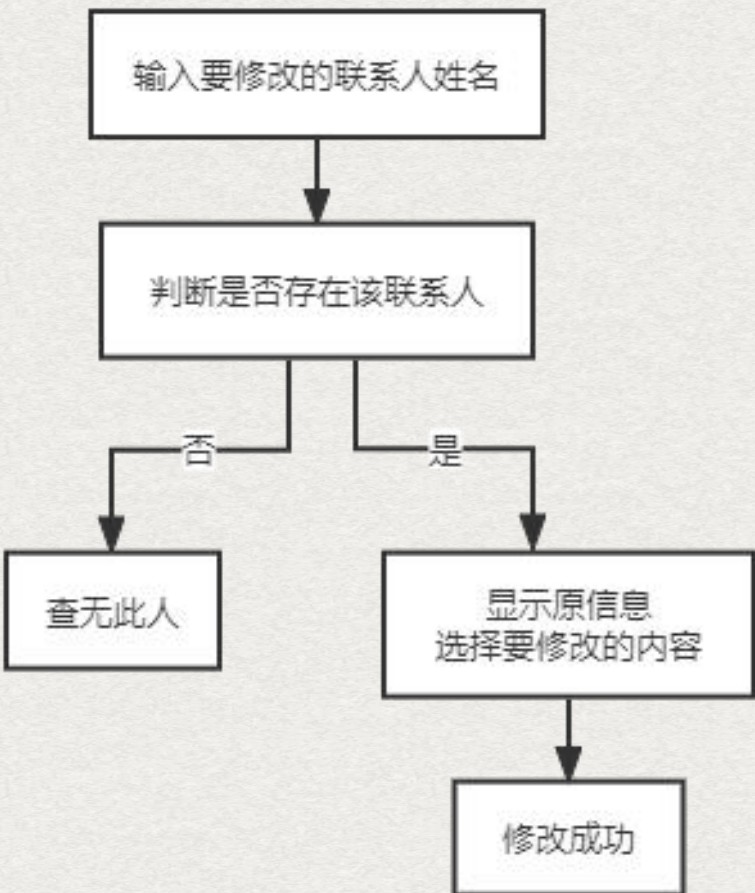 输入要修改的联系人姓名
判断是否存在该联系人
否
是
查无此人
显示原信息
选择要修改的内容
修改成功